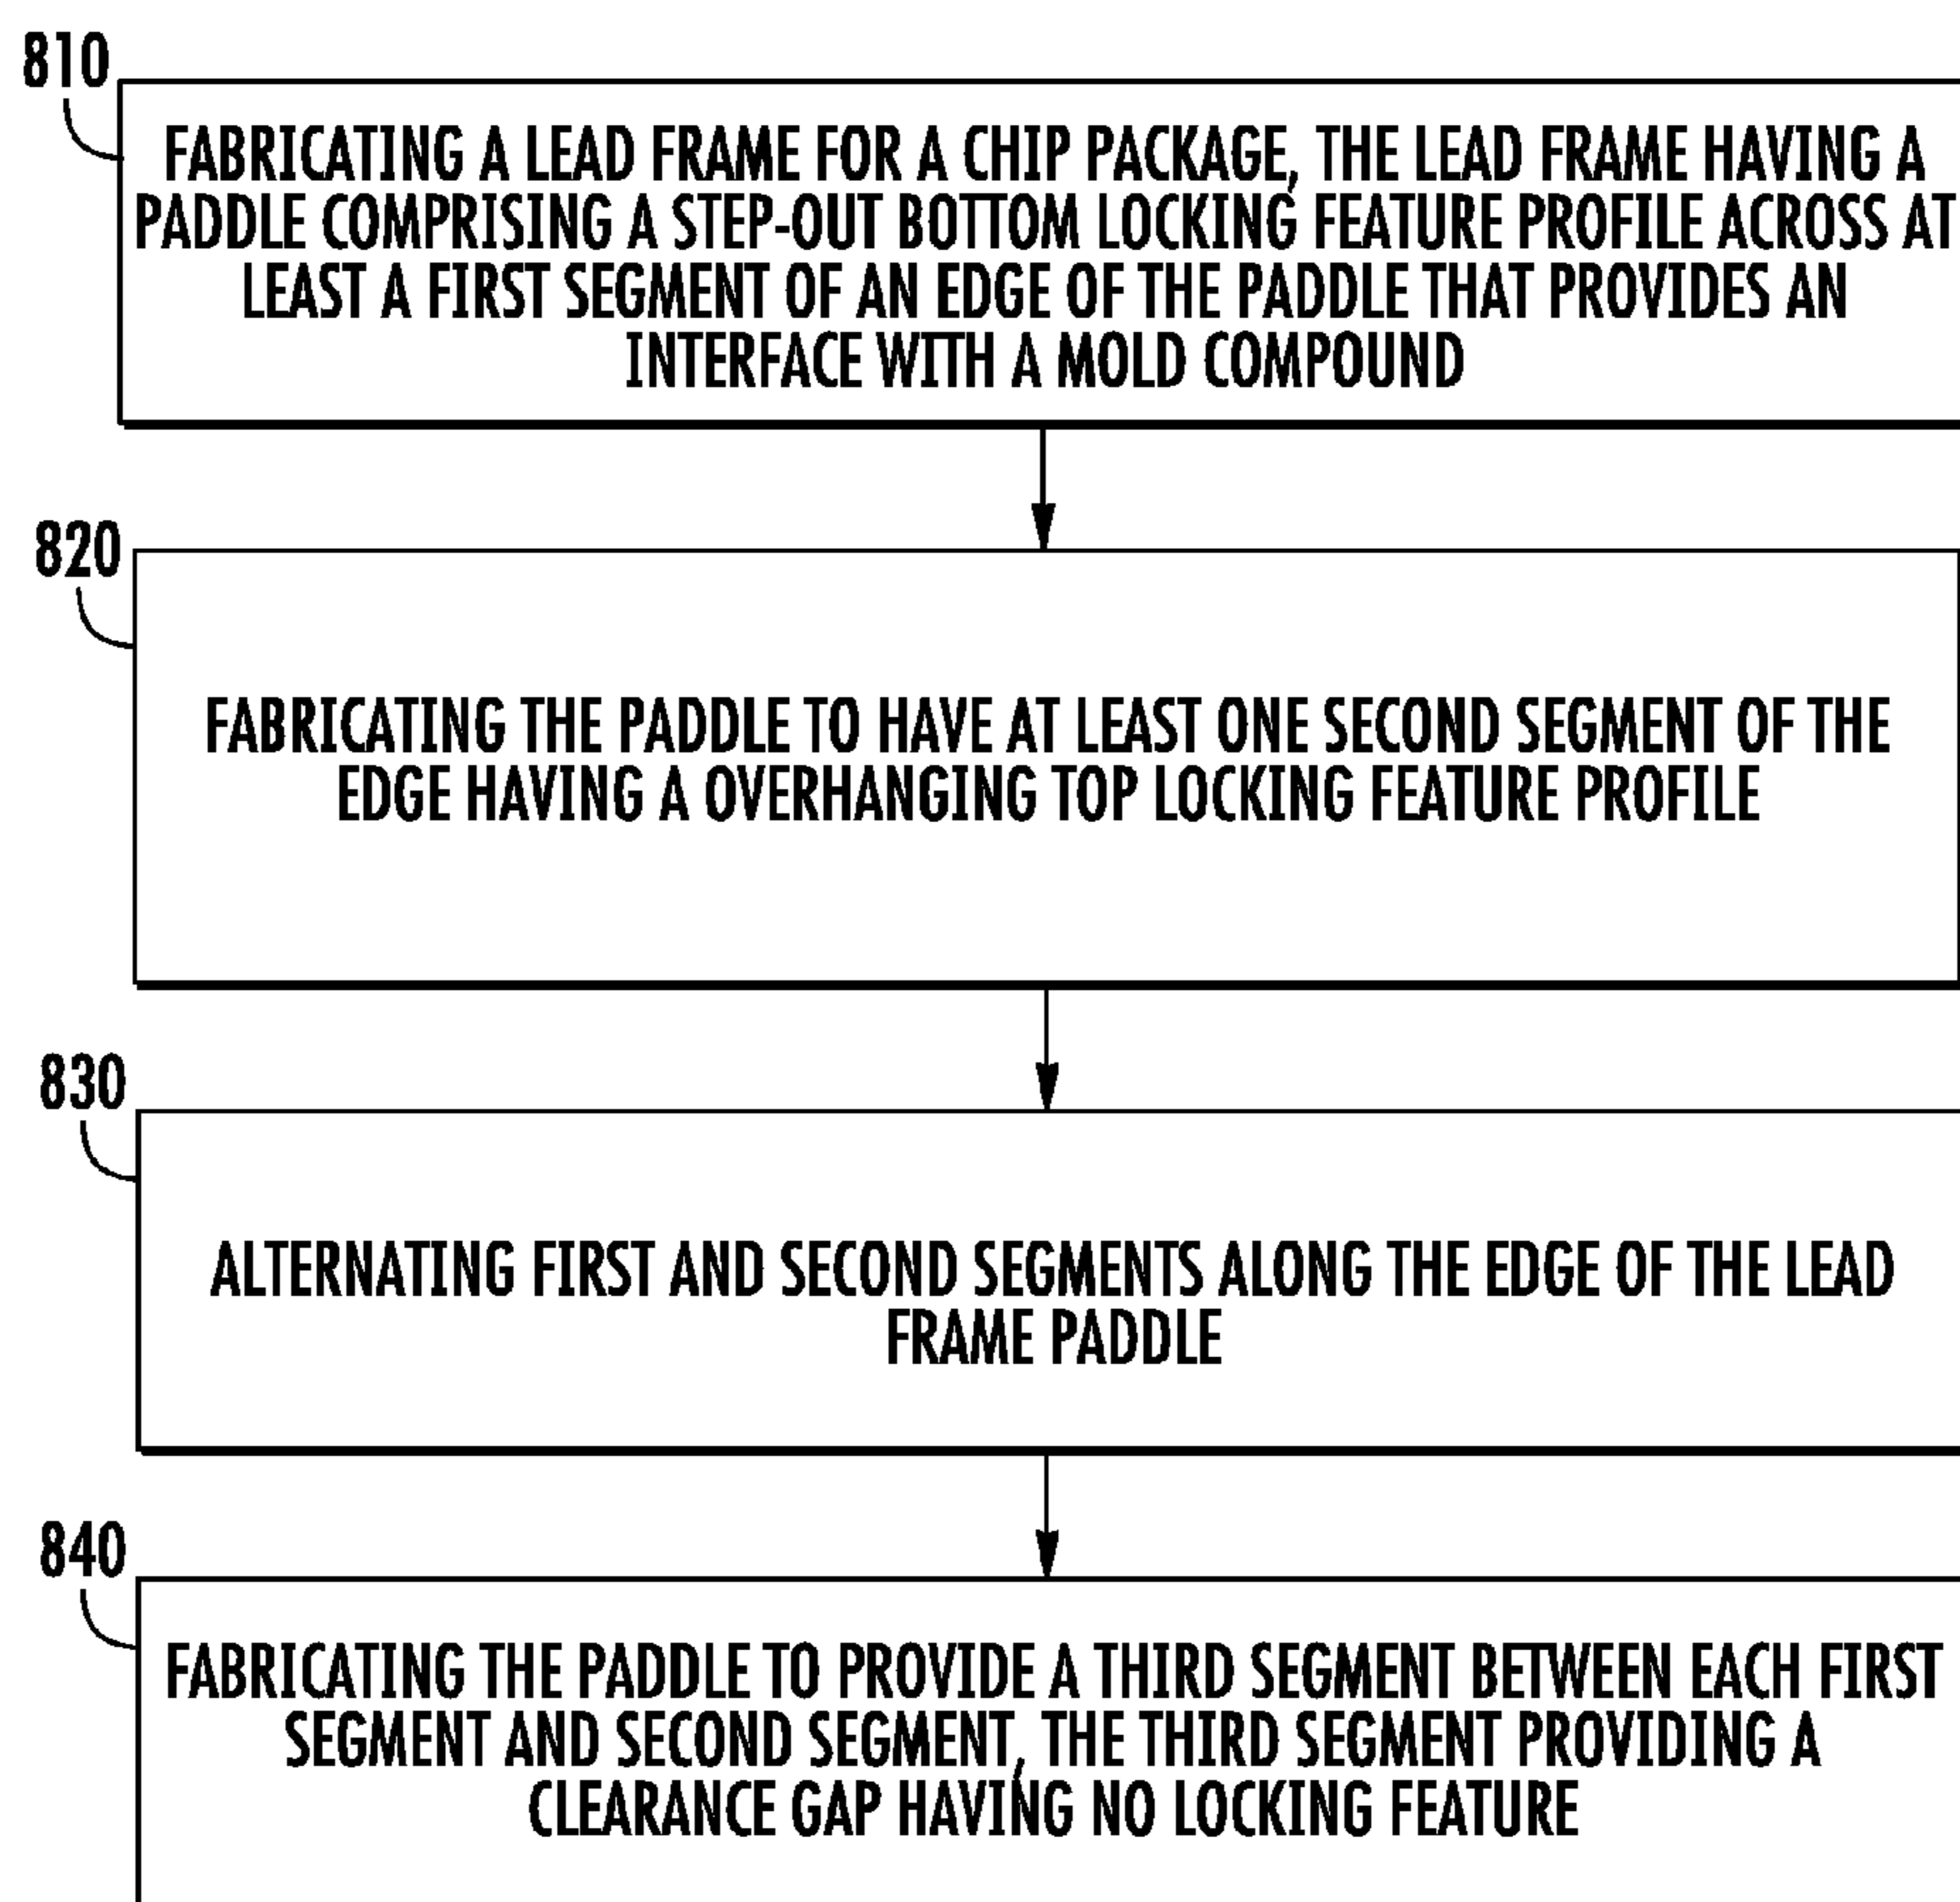 810
FABRICATING A LEAD FRAME FOR A CHIP PACKAGE, THE LEAD FRAME HAVING A
PADDLE COMPRISING A STEP-OUT BOTTOM LOCKING FEATURE PROFILE ACROSS AT
LEAST A FIRST SEGMENT OF AN EDGE OF THE PADDLE THAT PROVIDES AN
INTERFACE WITH A MOLD COMPOUND
820
FABRICATING THE PADDLE TO HAVE AT LEAST ONE SECOND SEGMENT OF THE
EDGE HAVING A OVERHANGING TOP LOCKING FEATURE PROFILE
830
ALTERNATING FIRST AND SECOND SEGMENTS ALONG THE EDGE OF THE LEAD
FRAME PADDLE
840
FABRICATING THE PADDLE TO PROVIDE A THIRD SEGMENT BETWEEN EACH FIRST
SEGMENT AND SECOND SEGMENT, THE THIRD SEGMENT PROVIDING A
CLEARANCE GAP HAVING NO LOCKING FEATURE